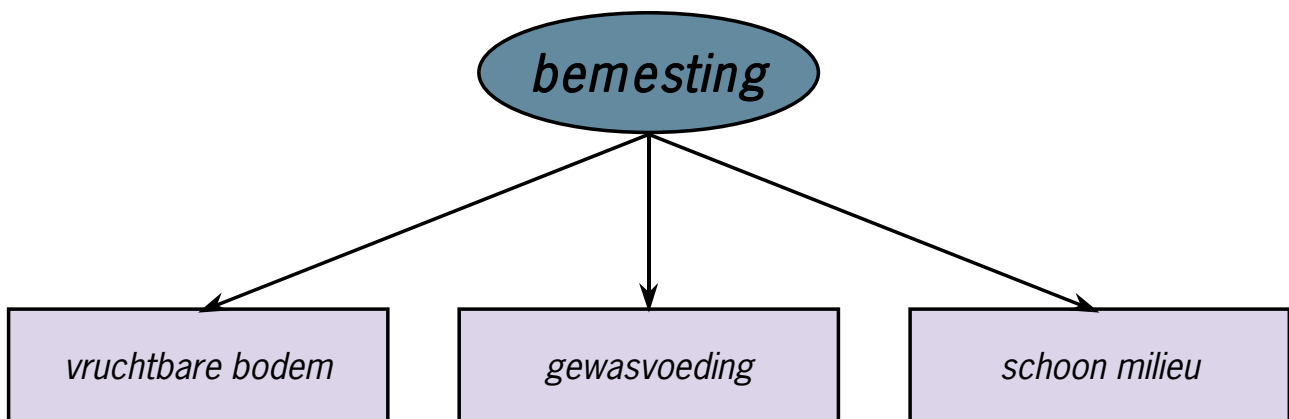 bemesting
vruchtbare bodem
gewasvoeding
schoon milieu